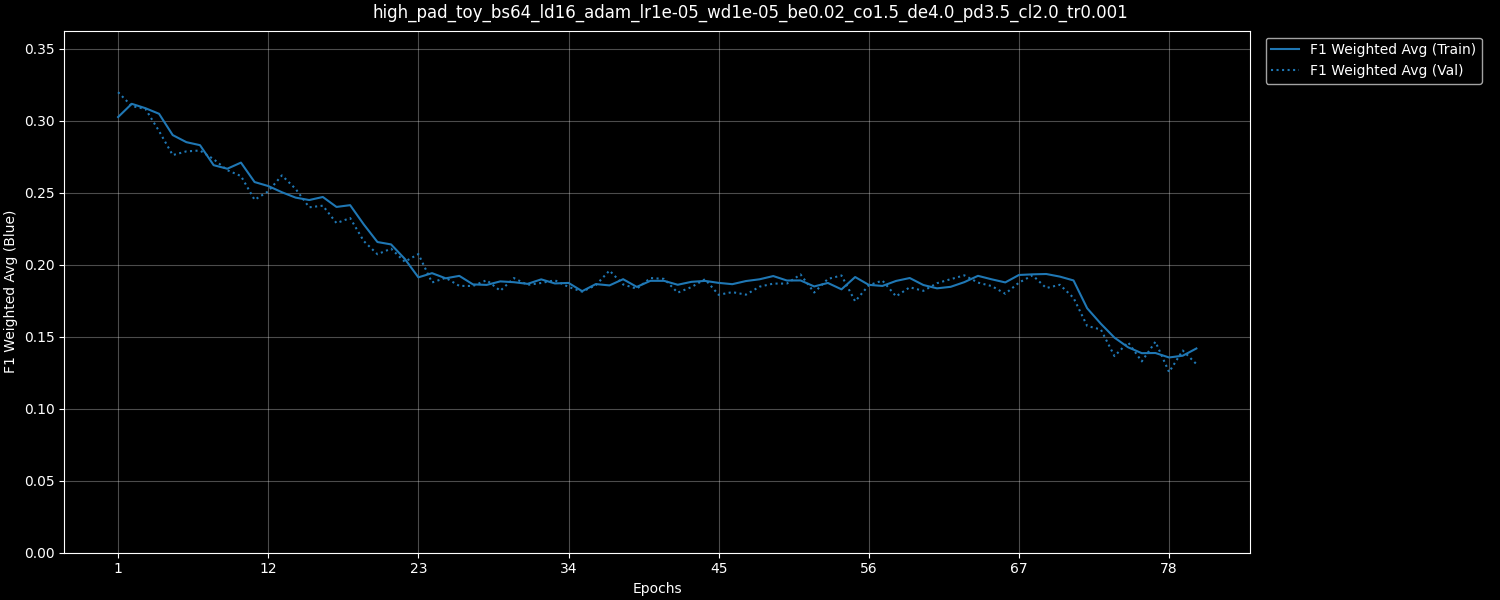 high_pad_toy_bs64_ld16_adam_lr1e-05_wd1e-05_be0.02_co1.5_de4.0_pd3.5_cl2.0_tr0.001
F1 Weighted Avg (Train)
F1 Weighted Avg (Val)
F1 Weighted Avg (Blue)
0.35
0.30
0.25
0.20
0.15
0.10
0.05
0.00
1 12 23 34 45 56 67 78
Epochs